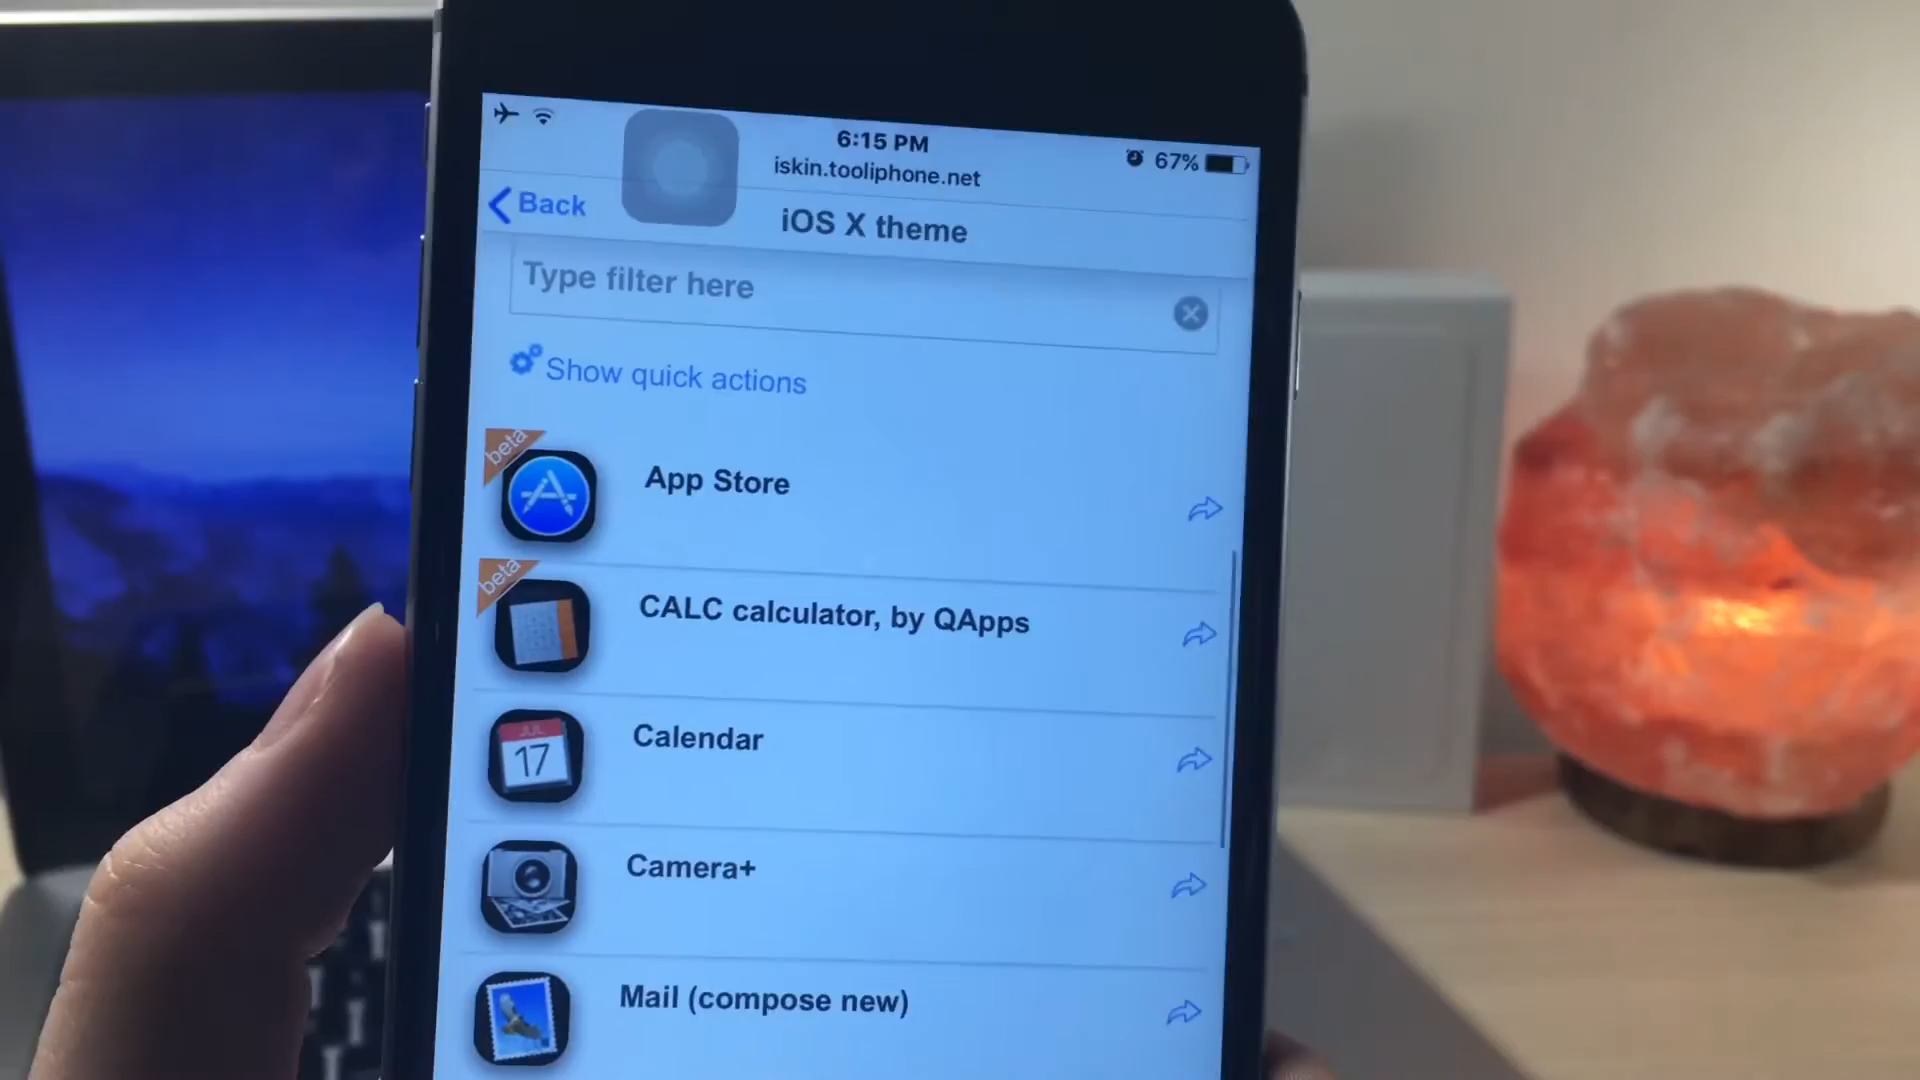 6:15 PM
67%
iskin.tooliphone.net
Back
iOS X theme
Type filter here
Show quick actions
beta
App Store
beta
CALC calculator, by QApps
JUL
17
Calendar
Camera+
Mail (compose new)